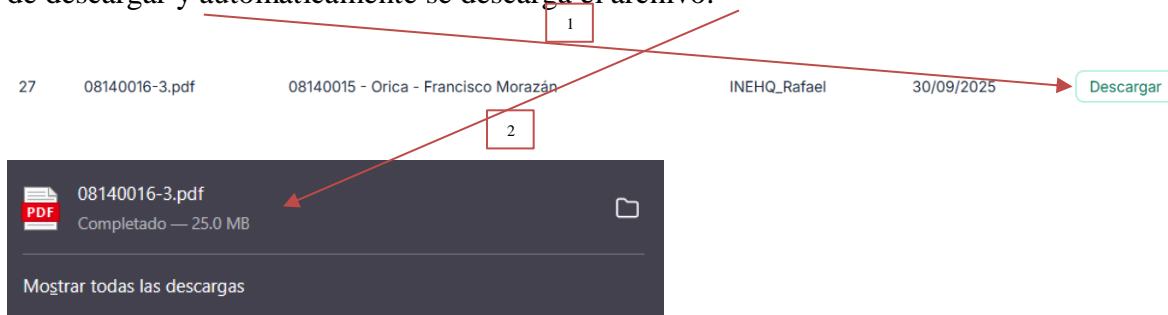 de descargar y automáticamente se descarga el archivo.
1
27 08140016-3.pdf 08140015 - Orica - Francisco Morazán INEHQ_Rafael 30/09/2025 Descargar
2
08140016-3.pdf
PDF
Completado — 25.0 MB
Mostrar todas las descargas